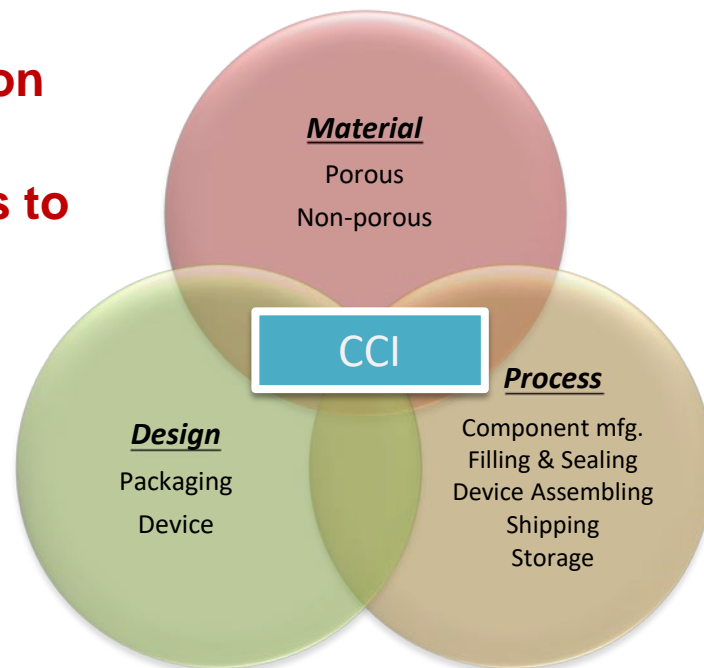 on
s to
Material
Porous
Non-porous
CCI
Design
Packaging
Device
Process
Component mfg.
Filling & Sealing
Device Assembling
Shipping
Storage